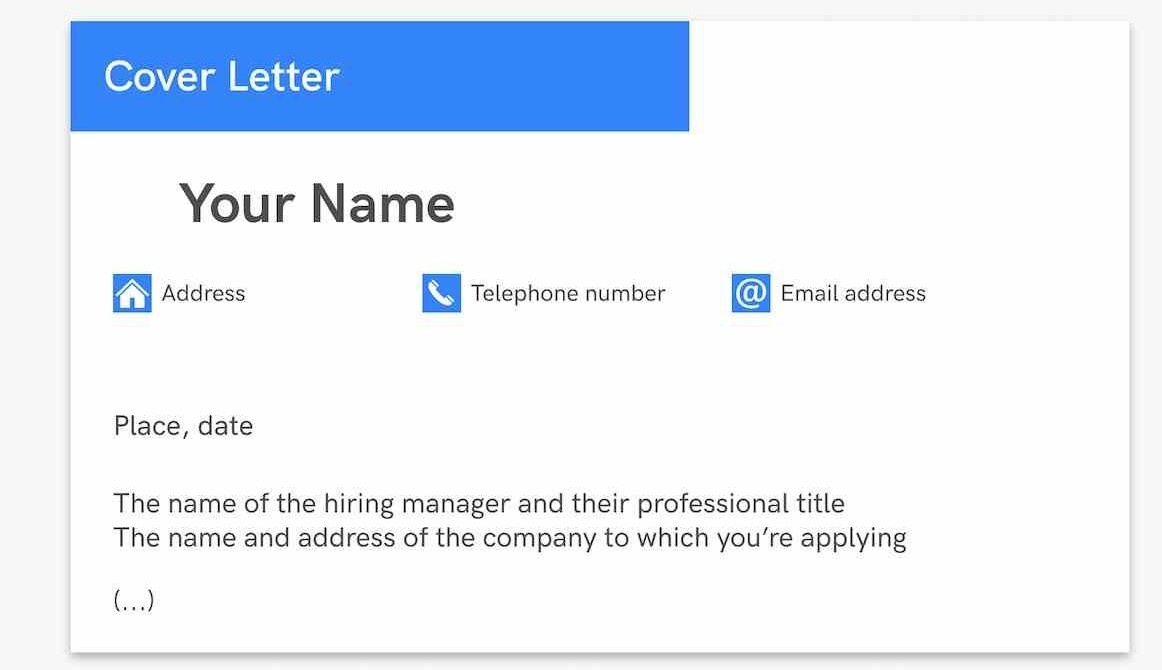 Cover Letter
Your Name
Address Telephone number @ Email address
Place, date
The name of the hiring manager and their professional title
The name and address of the company to which you’re applying
(...)